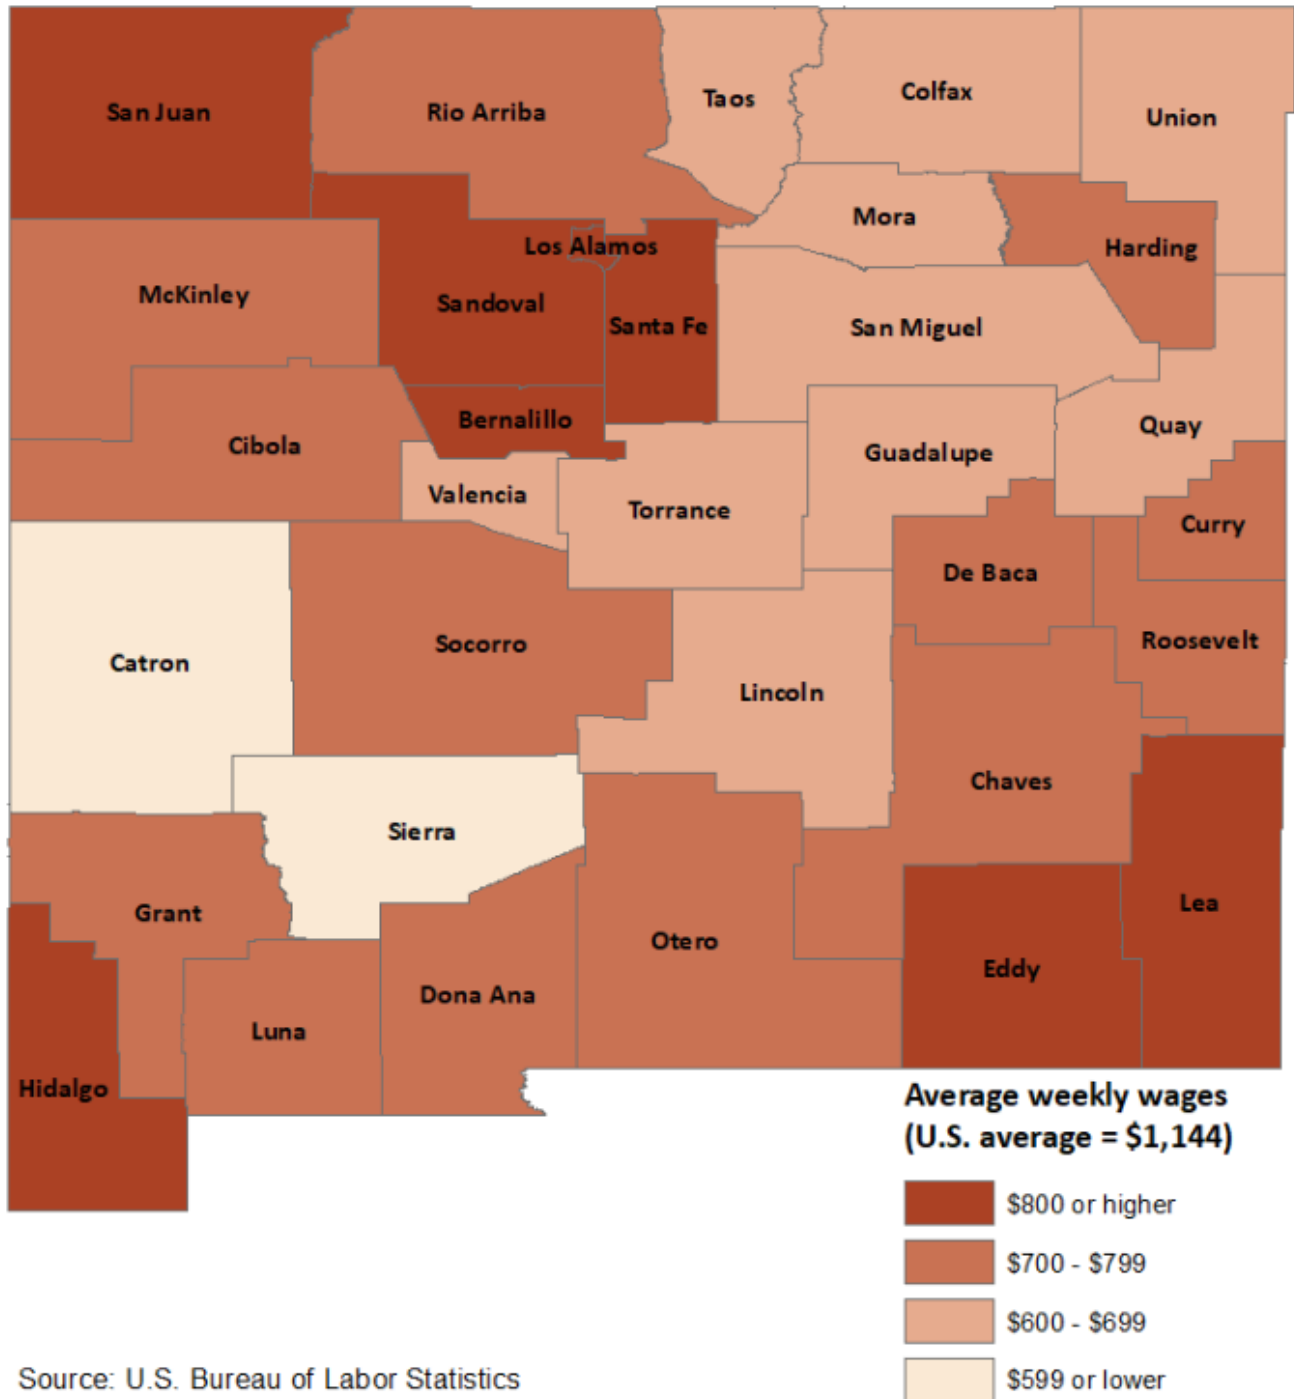 Taos
Colfax
San Juan
Rio Arriba
Union
Mora
Los Alamos
Harding
McKinley
Sandoval
Santa Fe
San Miguel
Bernalillo
Quay
Cibola
Guadalupe
Valencia
Torrance
Curry
De Baca
Socorro
Roosevelt
Catron
Lincoln
Chaves
Sierra
Lea
Grant
Otero
Eddy
Dona Ana
Luna
Hidalgo
Average weekly wages
(U.S. average = $1,144)
$800 or higher
$700 - $799
$600 - $699
$599 or lower
Source: U.S. Bureau of Labor Statistics